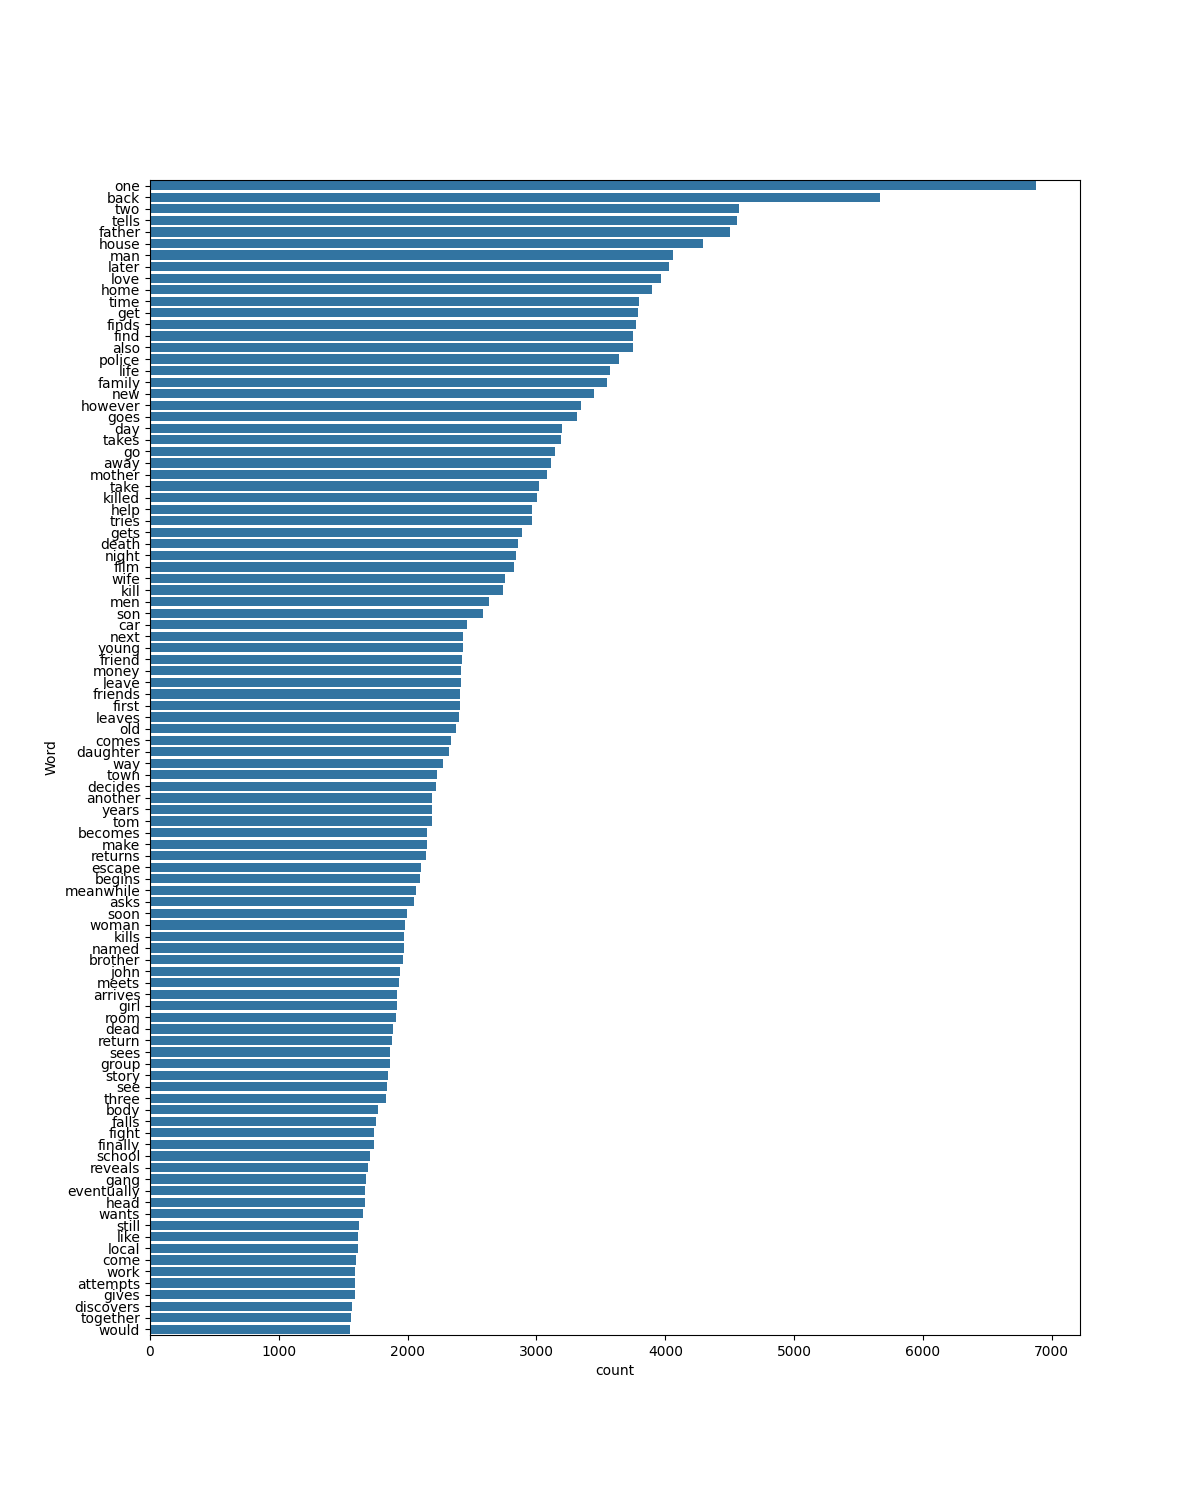 one
back
two
tells
father
house
man
later
love
home
time
get
finds
find
also
police
life
family
new
however
goes
day
takes
go
away
mother
take
killed
help
tries
gets
death
night
film
wife
kill
men
son
car
next
young
friend
money
leave
friends
first
leaves
old
comes
daughter
way
town
decides
another
years
tom
becomes
make
returns
escape
begins
meanwhile
asks
soon
woman
kills
named
brother
john
meets
arrives
girl
room
dead
return
sees
group
story
see
three
body
falls
fight
finally
school
reveals
gang
eventually
head
wants
still
like
local
come
work
attempts
gives
discovers
together
would
Word
0 1000 2000 3000 4000 5000 6000 7000
count